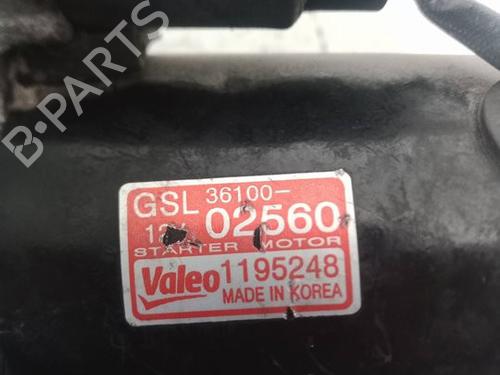 B-PARTS
GSL 36100-
02560
STARTER MOTOR
Valeo 1195248
MADE IN KOREA